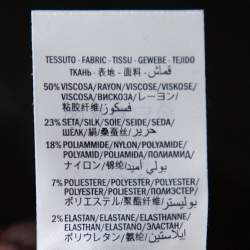 TESSUTO - FABRIC - TISSU - GEWEBE - TEJIDO
ТКАНЬ - 表地 - 面料 - قماش
50% VISCOSA/RAYON/VISCOSE/VISKOSE/
VISCOSA/ВИСКОЗА/レーヨン/
粘胶纤维/فسكوز
23% SETA/SILK/SOIE/SEIDE/SEDA/
ШЕЛК/絹/桑蚕丝/حرير
18% POLIAMMIDE/NYLON/POLYAMIDE/
POLYAMID/POLIAMIDA/ПОЛИАМИД/
ナイロン/锦纶/بولي أميد
7% POLIESTERE/POLYESTER/POLYESTER/
POLYESTER/POLIESTER/ПОЛИЭСТЕР/
ポリエステル/聚酯纤维/بوليستر
2% ELASTAN/ELASTANE/ELASTHANNE/
ELASTHAN/ELASTANO/ЭЛАСТАН/
ポリウレタン/氨纶/إيلاستين